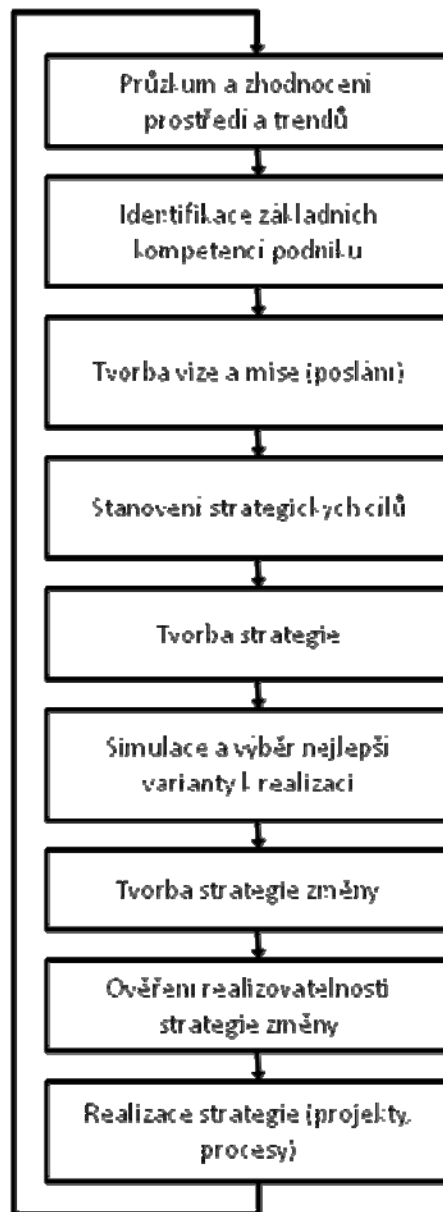 Průzkum a zhodnocení
prostředí a trendů
Identifikace základních
kompetencí podniku
Tvorba vize a mise (poslání)
Stanovení strategických cílů
Tvorba strategie
Simulace a výběr nejlepší
varianty k realizaci
Tvorba strategie změny
Ověření realizovatelnosti
strategie změny
Realizace strategie (projekty,
procesy)